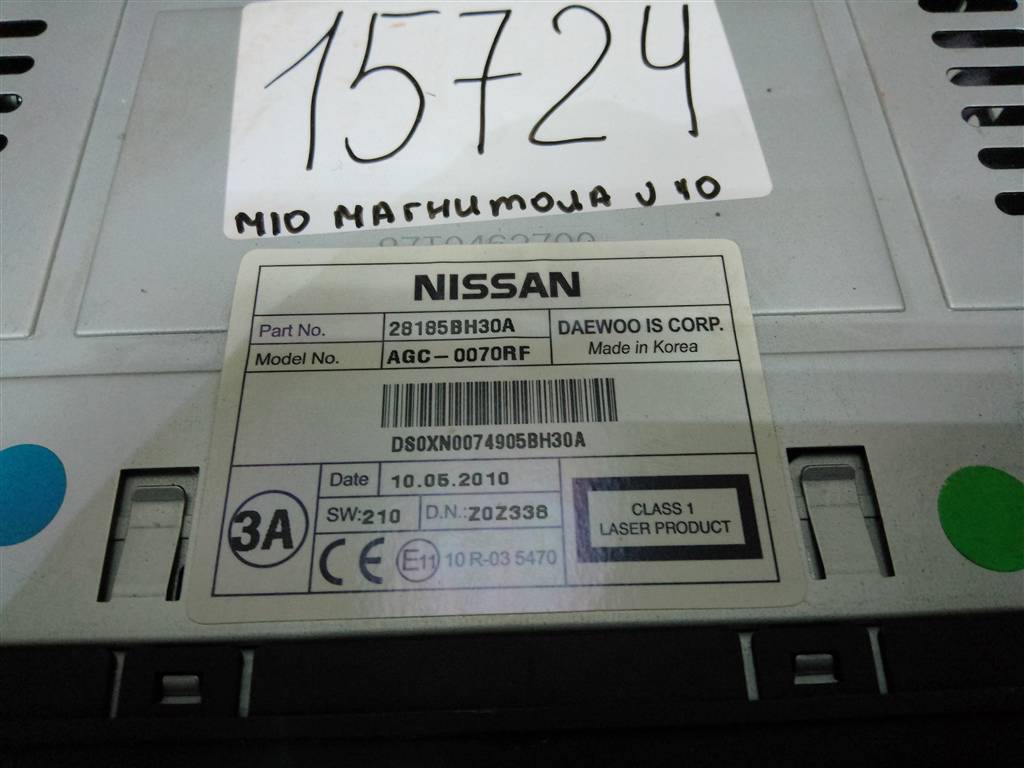 15724
М10 МАГНИТОЛА J 10
NISSAN
Part No. 28185BH30A DAEWOO IS CORP.
Model No. AGC-0070RF Made in Korea
DS0XN0074905BH30A
3A
Date 10.05.2010
SW:210 D.N.:Z0Z338
CE E11 10 R-03 5470
CLASS 1
LASER PRODUCT